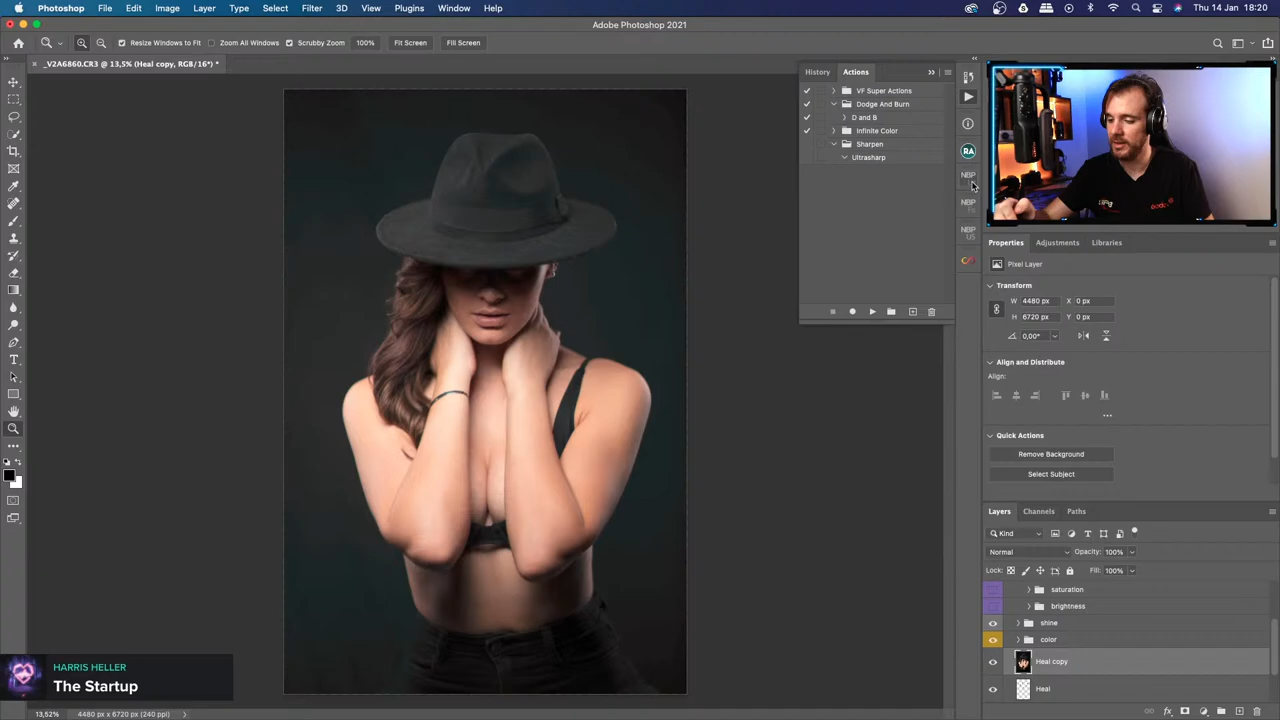 Photoshop File Edit Image Layer Type Select Filter 3D View Plugins Window Help Thu 14 Jan 18:20
Adobe Photoshop 2021
Resize Windows to Fit Zoom All Windows Scrubby Zoom 100% Fit Screen Fill Screen
_V2A6860.CR3 @ 13,5% (Heal copy, RGB/16*) *
History Actions
VF Super Actions
Dodge And Burn
D and B
Infinite Color
Sharpen
Ultrasharp
RA
NBP
NBP
NBP
US
Properties Adjustments Libraries
Pixel Layer
Transform
W 4480 px X 0 px
H 6720 px Y 0 px
0,00°
Align and Distribute
Align:
Quick Actions
Remove Background
Select Subject
Layers Channels Paths
Kind
Normal Opacity: 100%
Lock: Fill: 100%
saturation
brightness
shine
color
Heal copy
Heal
HARRIS HELLER
The Startup
13,52% 4480 px x 6720 px (240 ppi)